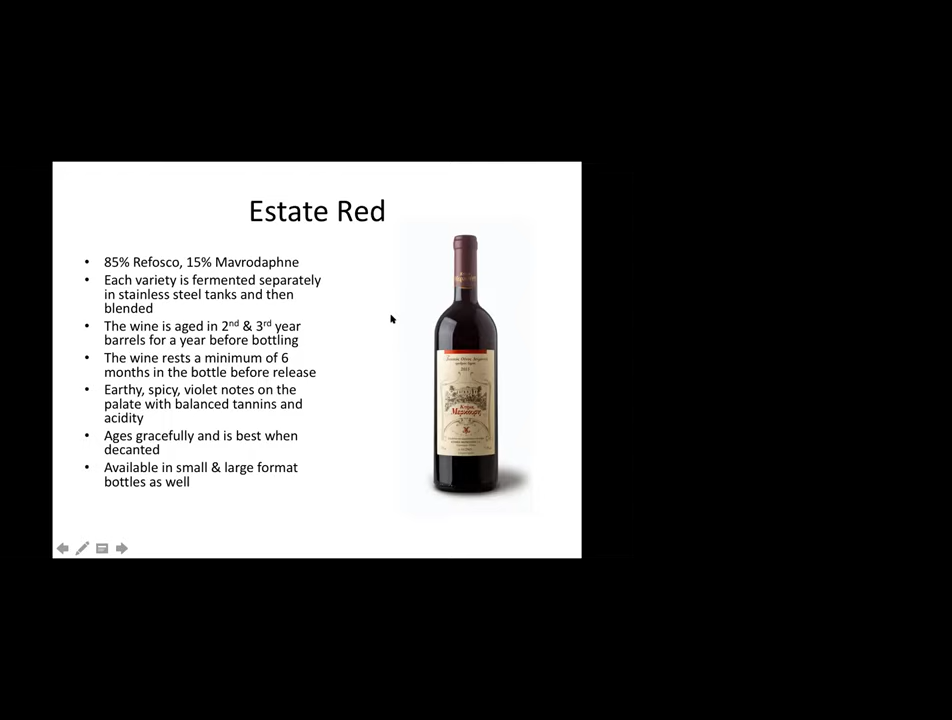 Estate Red
• 85% Refosco, 15% Mavrodaphne
• Each variety is fermented separately
in stainless steel tanks and then
blended
• The wine is aged in 2nd & 3rd year
barrels for a year before bottling
• The wine rests a minimum of 6
months in the bottle before release
• Earthy, spicy, violet notes on the
palate with balanced tannins and
acidity
• Ages gracefully and is best when
decanted
• Available in small & large format
bottles as well
2011
Κτήμα
Μερκούρη